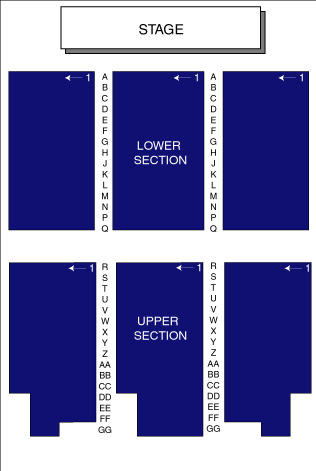 STAGE
1 1 1
A A
B B
C C
D D
E E
F F
G G
H H
J J
K K
L L
M M
N N
P P
Q Q
LOWER
SECTION
1 1 1
R R
S S
T T
U U
V V
W W
X X
Y Y
Z Z
AA AA
BB BB
CC CC
DD DD
EE EE
FF FF
GG GG
UPPER
SECTION